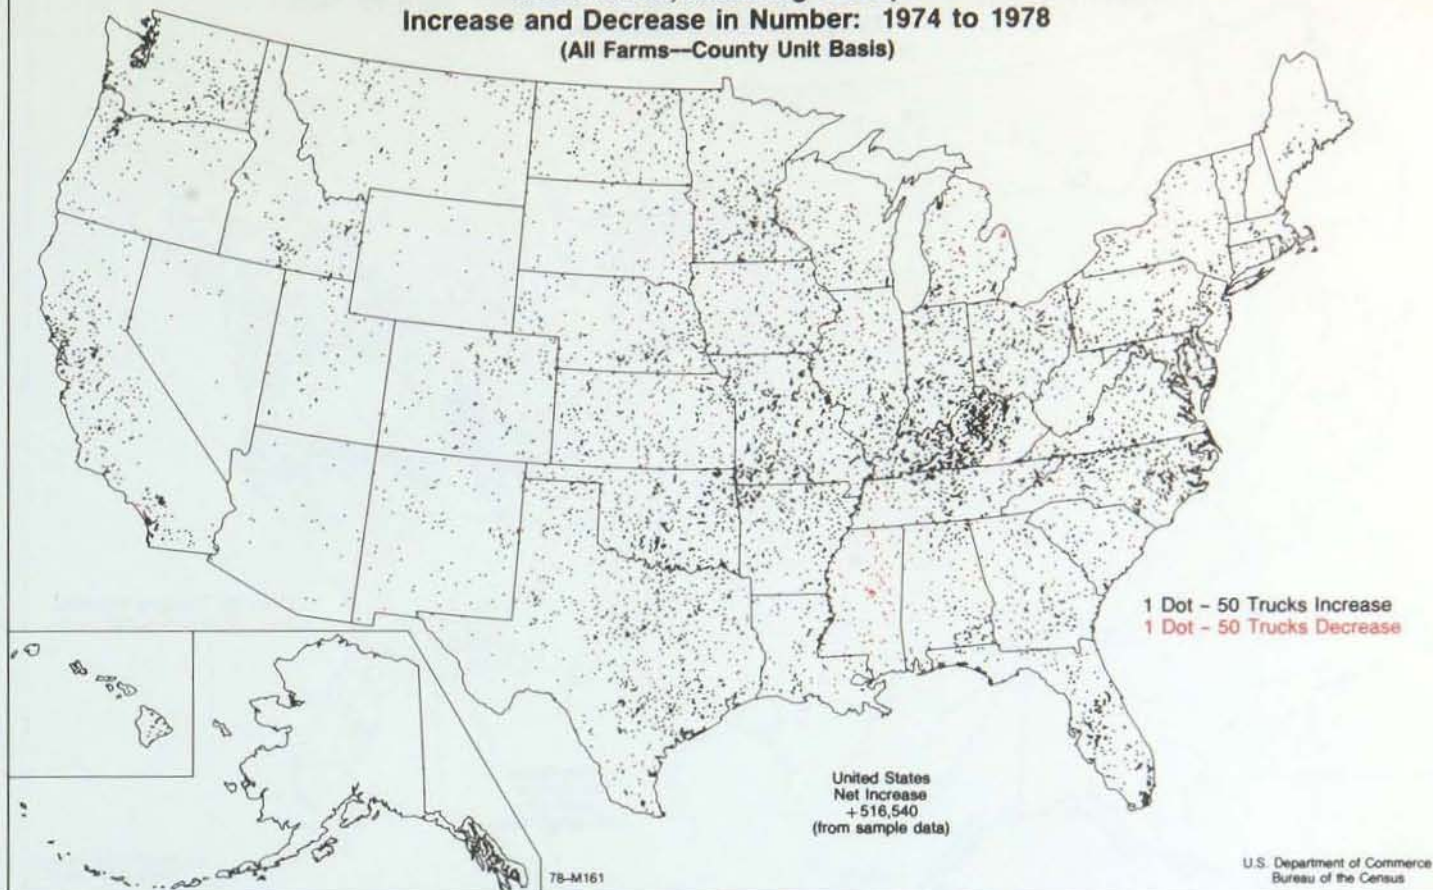 Increase and Decrease in Number: 1974 to 1978
(All Farms—County Unit Basis)
1 Dot - 50 Trucks Increase
1 Dot - 50 Trucks Decrease
United States
Net Increase
+516,540
(from sample data)
78-M161
U.S. Department of Commerce
Bureau of the Census